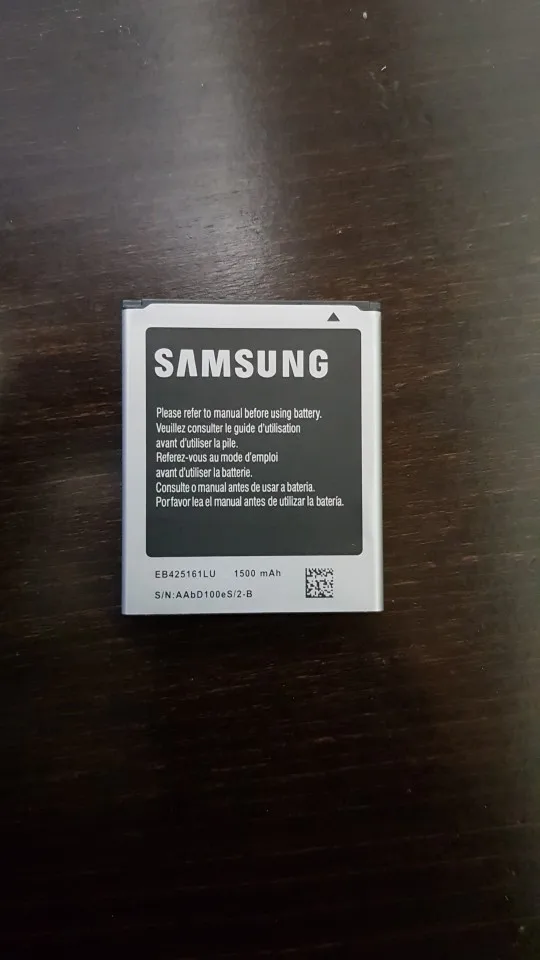 SAMSUNG
Please refer to manual before using battery.
Veuillez consulter le guide d'utilisation
avant d'utiliser la pile.
Referez-vous au mode d'emploi
avant d'utiliser la batterie.
Consulte o manual antes de usar a bateria.
Por favor lea el manual antes de utilizar la batería.
EB425161LU 1500 mAh
S/N:AAbD100eS/2-B